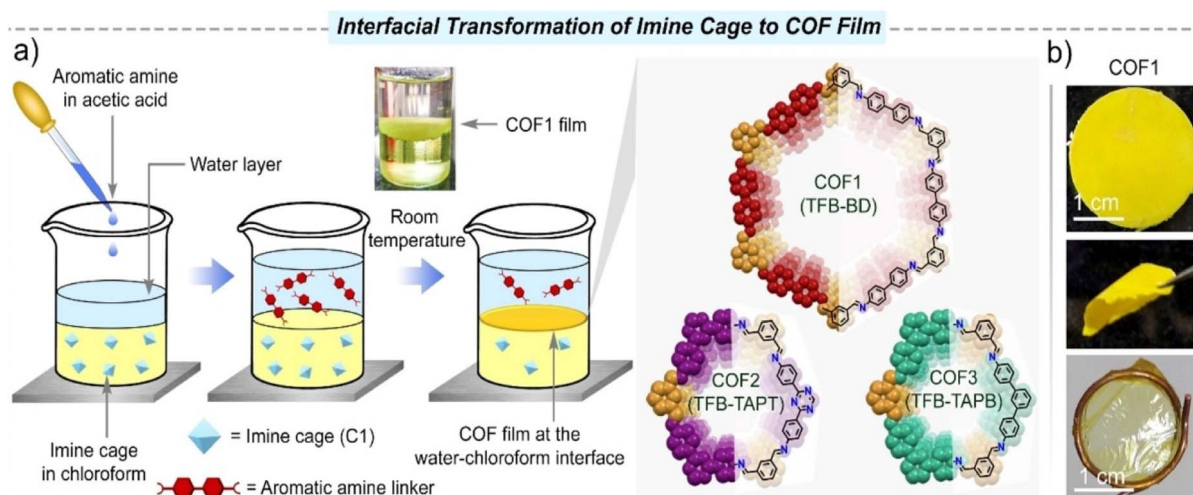 Interfacial Transformation of Imine Cage to COF Film
a)
Aromatic amine
in acetic acid
Water layer
COF1 film
Room
temperature
Imine cage
in chloroform
= Imine cage (C1)
= Aromatic amine linker
COF film at the
water-chloroform interface
COF1
(TFB-BD)
N
N
N
N
N
N
COF2
(TFB-TAPT)
N
N
N
N
N
N
N
COF3
(TFB-TAPB)
N
N
N
N
b)
COF1
1 cm
1 cm